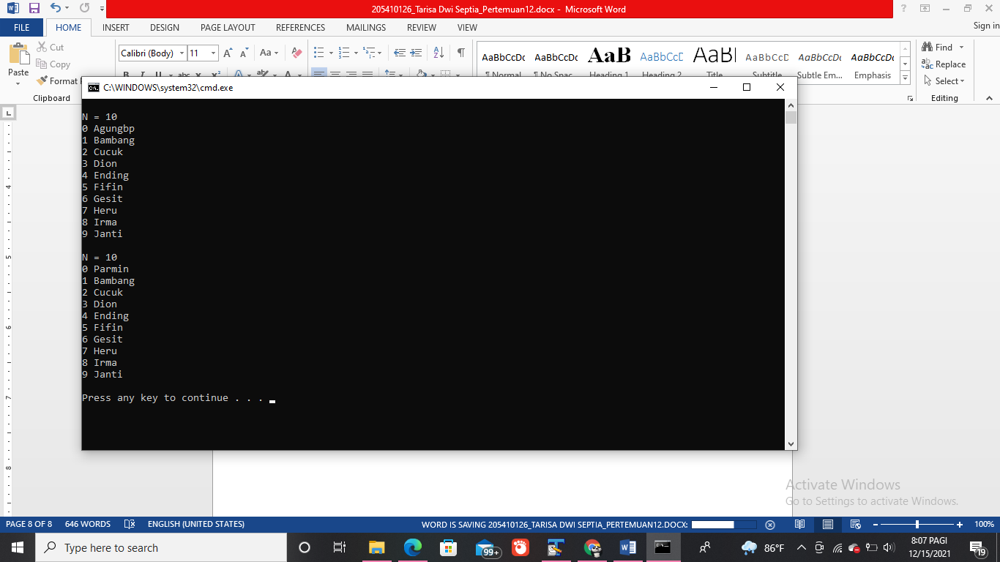 205410126_Tarisa Dwi Septia_Pertemuan12.docx - Microsoft Word
FILE HOME INSERT DESIGN PAGE LAYOUT REFERENCES MAILINGS REVIEW VIEW Sign in
Paste
Cut
Copy
Format
Clipboard
Calibri (Body) 11
AaBbCcDc AaBbCcDc AaB AaBbCcD AaB AaBbCcD AaBbCcDc AaBbCcDc
¶ Normal ¶ No Spac... Heading 1 Heading 2 Title Subtitle Subtle Em... Emphasis
Find
Replace
Select
Editing
C:\WINDOWS\system32\cmd.exe
N = 10
0 Agungbp
1 Bambang
2 Cucuk
3 Dion
4 Ending
5 Fifin
6 Gesit
7 Heru
8 Irma
9 Janti
N = 10
0 Parmin
1 Bambang
2 Cucuk
3 Dion
4 Ending
5 Fifin
6 Gesit
7 Heru
8 Irma
9 Janti
Press any key to continue . . .
4
5
6
7
8
Activate Windows
Go to Settings to activate Windows.
PAGE 8 OF 8 646 WORDS ENGLISH (UNITED STATES) WORD IS SAVING 205410126_TARISA DWI SEPTIA_PERTEMUAN12.DOCX: 100%
Type here to search
99+
86°F
8:07 PAGI
12/15/2021
19